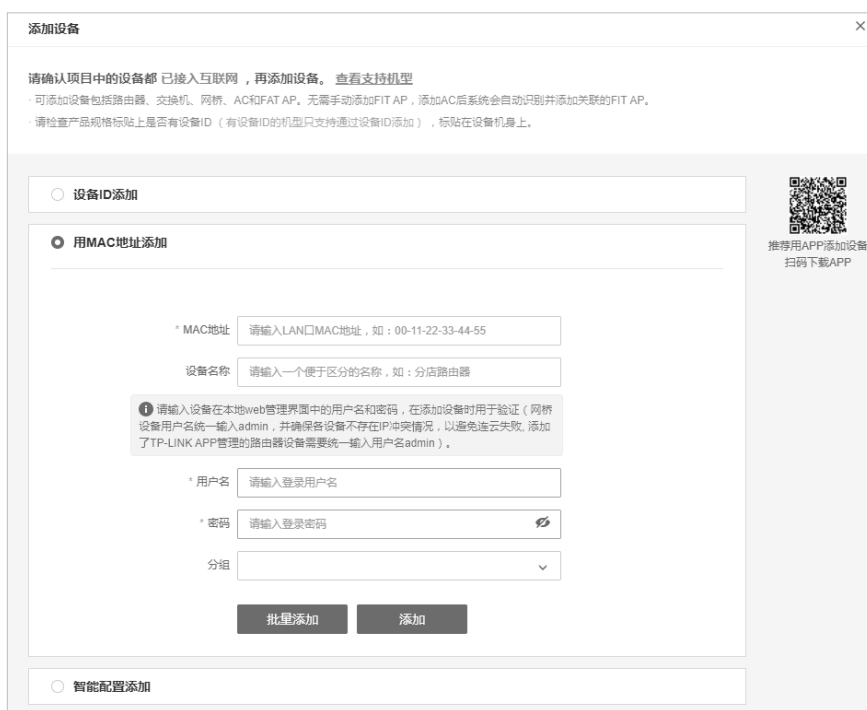 添加设备
请确认项目中的设备都 已接入互联网 ，再添加设备。 查看支持机型
· 可添加设备包括路由器、交换机、网桥、AC和FAT AP。无需手动添加FIT AP，添加AC后系统会自动识别并添加关联的FIT AP。
· 请检查产品规格标贴上是否有设备ID（有设备ID的机型只支持通过设备ID添加），标贴在设备机身上。
设备ID添加
用MAC地址添加
推荐用APP添加设备
扫码下载APP
* MAC地址 请输入LAN口MAC地址，如：00-11-22-33-44-55
设备名称 请输入一个便于区分的名称，如：分店路由器
请输入设备在本地web管理界面中的用户名和密码，在添加设备时用于验证（网桥
设备用户名统一输入admin，并确保各设备不存在IP冲突情况，以避免连云失败, 添加
了TP-LINK APP管理的路由器设备需要统一输入用户名admin）。
* 用户名 请输入登录用户名
* 密码 请输入登录密码
分组
批量添加 添加
智能配置添加